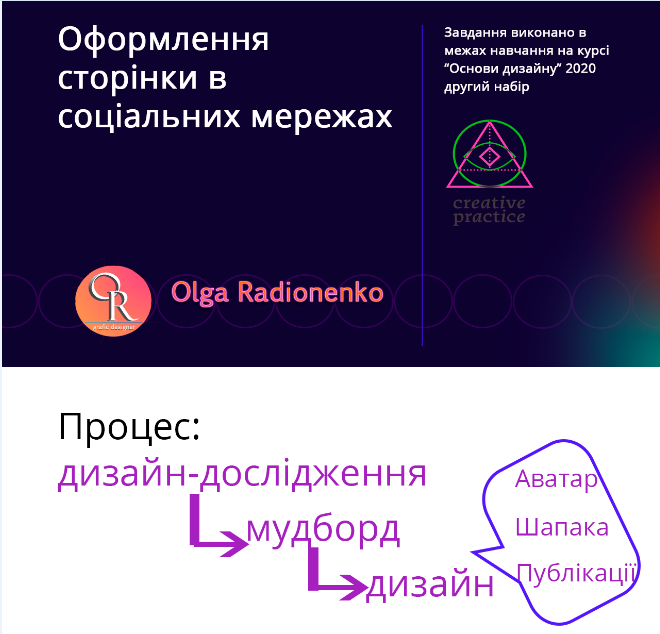 Оформлення
сторінки в
соціальних мережах
Завдання виконано в
межах навчання на курсі
“Основи дизайну” 2020
другий набір
creative
practice
OR
grafic designer
Olga Radionenko
Процес:
дизайн-дослідження
мудборд
дизайн
Аватар
Шапака
Публікації